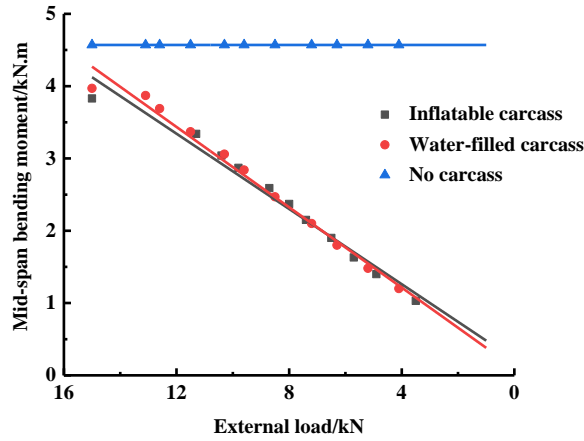 5
4
3
2
1
0
Mid-span bending moment/kN.m
Inflatable carcass
Water-filled carcass
No carcass
16 12 8 4 0
External load/kN